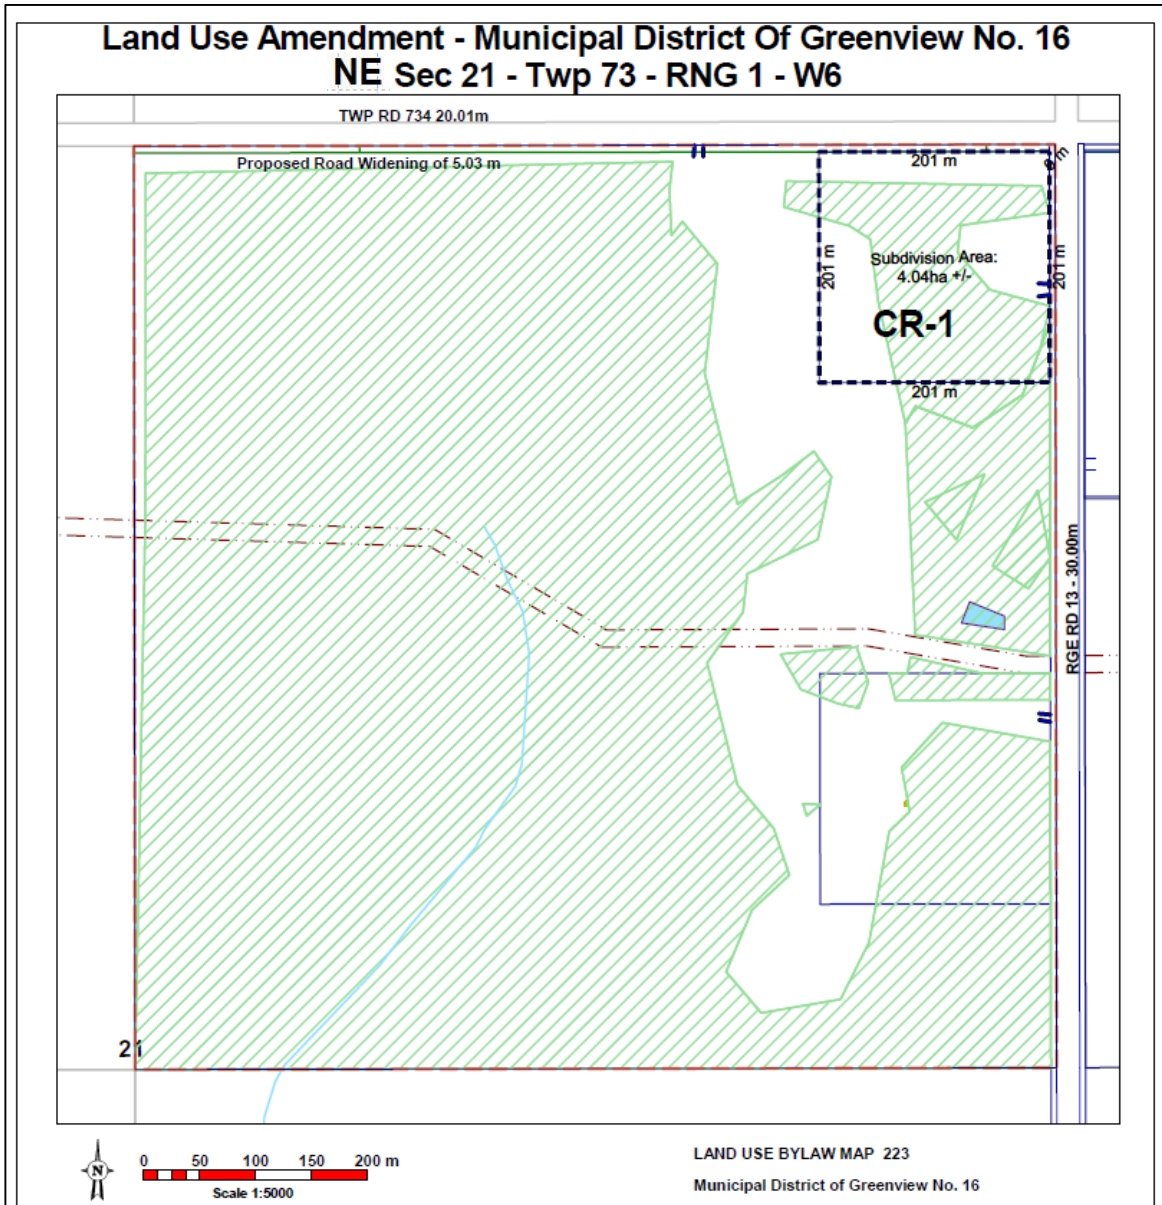 Land Use Amendment - Municipal District Of Greenview No. 16
NE Sec 21 - Twp 73 - RNG 1 - W6
TWP RD 734 20.01m
Proposed Road Widening of 5.03 m
201 m
201 m
Subdivision Area:
4.04ha +/-
201 m
CR-1
201 m
RGE RD 13 - 30.00m
21
N
0 50 100 150 200 m
Scale 1:5000
LAND USE BYLAW MAP 223
Municipal District of Greenview No. 16